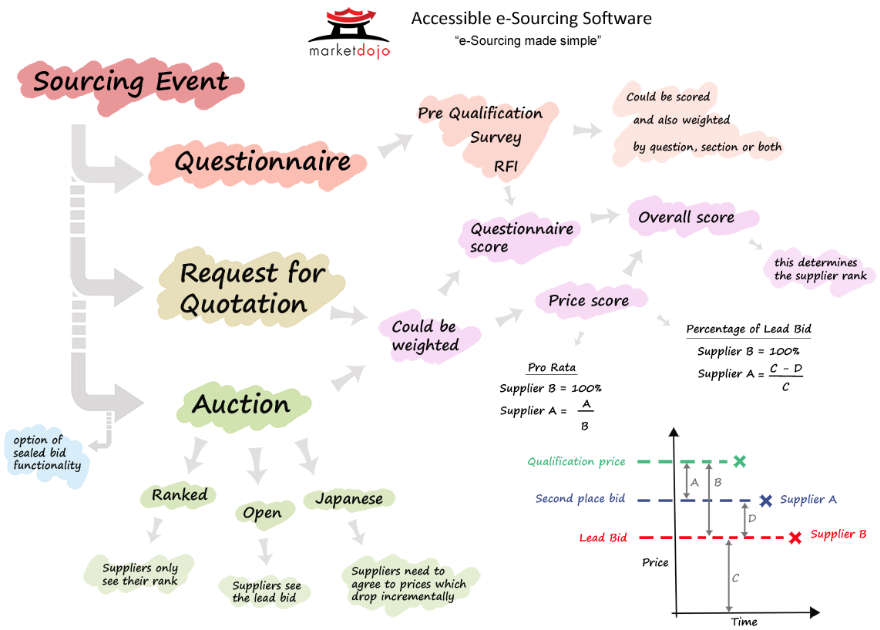 marketdojo
Accessible e-Sourcing Software
“e-Sourcing made simple”
Sourcing Event
Questionnaire
Pre Qualification
Survey
RFI
Could be scored
and also weighted
by question, section or both
Request for
Quotation
Questionnaire
score
Overall score
this determines
the supplier rank
Could be
weighted
Price score
Pro Rata
Supplier B = 100%
Supplier A = A
B
Percentage of Lead Bid
Supplier B = 100%
Supplier A = C - D
C
Auction
option of
sealed bid
functionality
Ranked
Open
Japanese
Suppliers only
see their rank
Suppliers see
the lead bid
Suppliers need to
agree to prices which
drop incrementally
Qualification price
A
B
Second place bid
Supplier A
D
Lead Bid
Supplier B
Price
C
Time